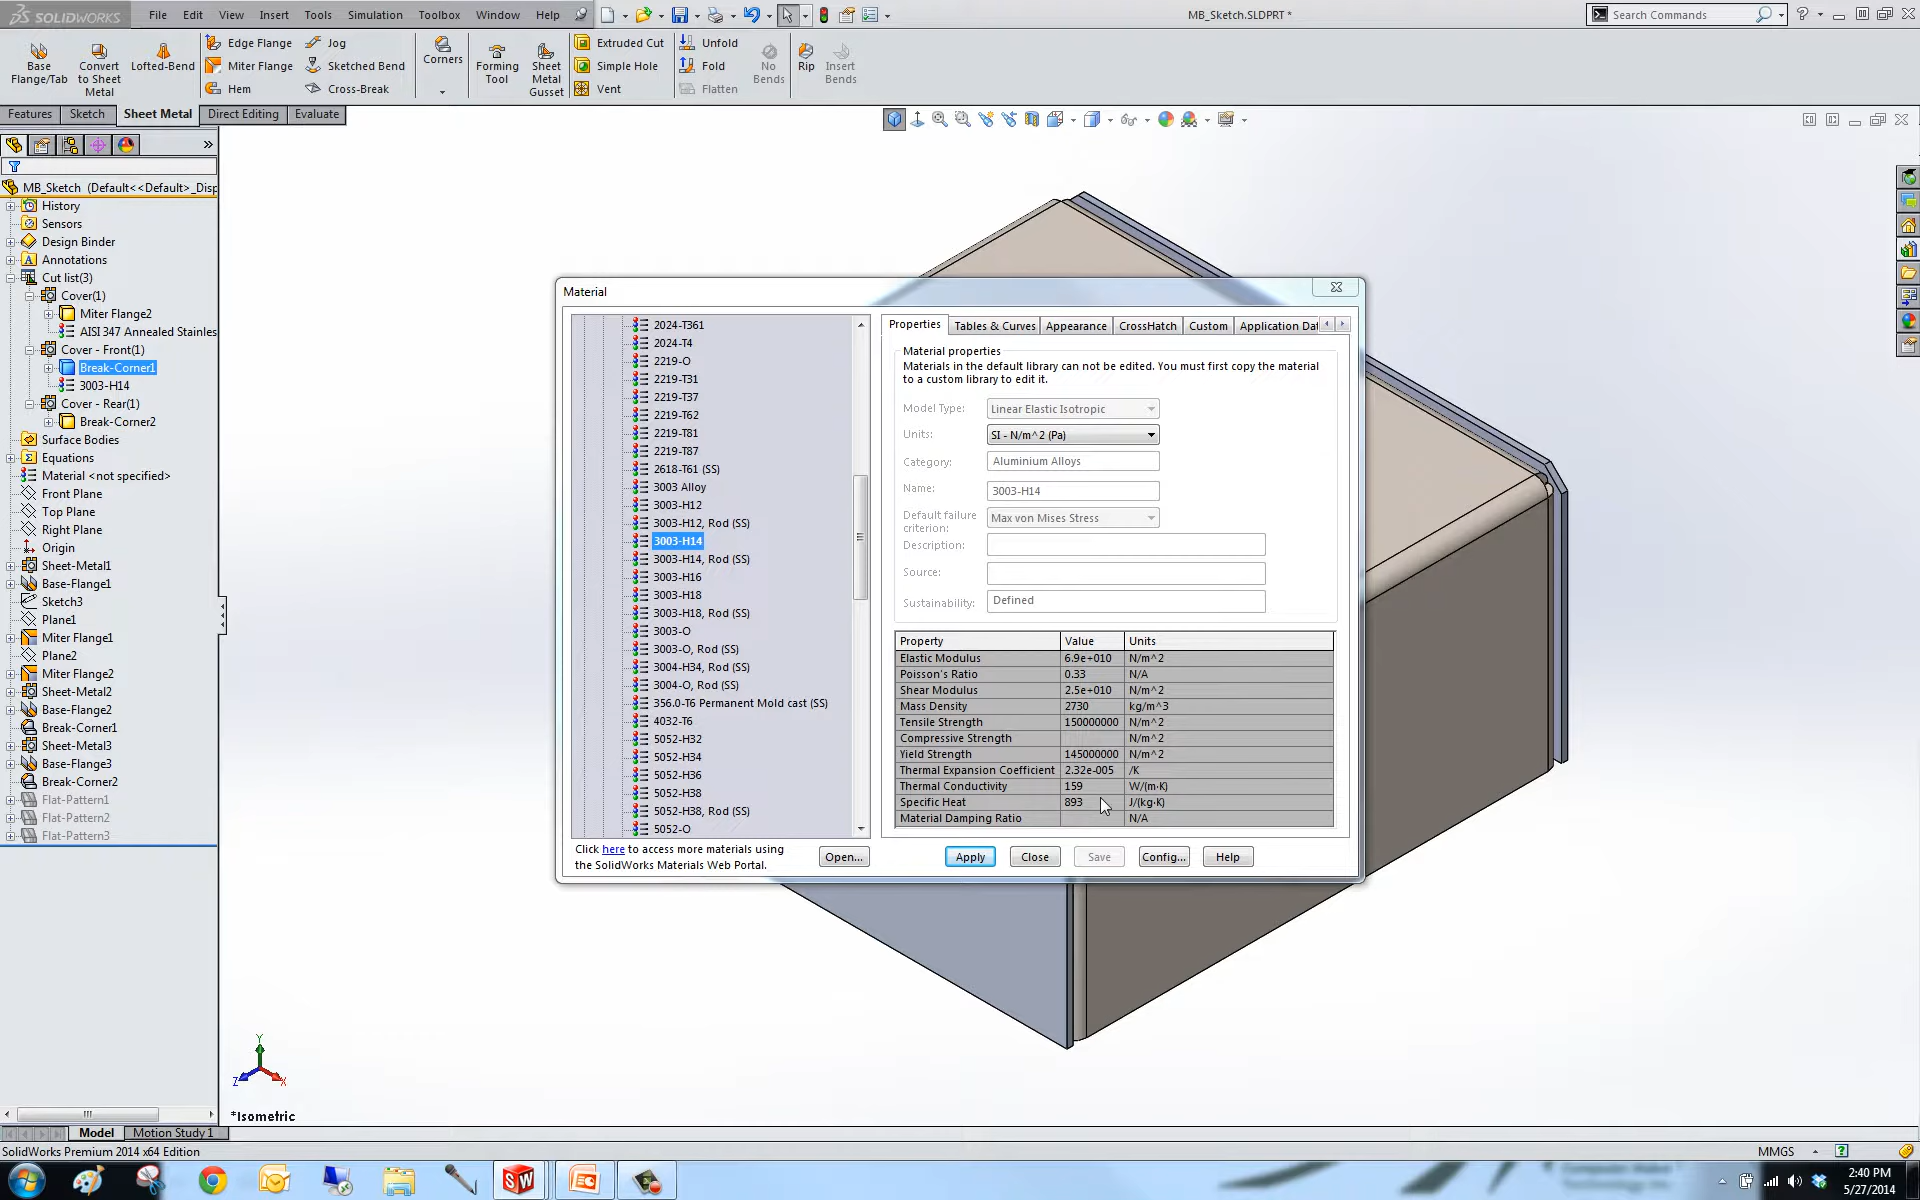 SOLIDWORKS
File Edit View Insert Tools Simulation Toolbox Window Help
MB_Sketch.SLDPRT *
Search Commands
Base Flange/Tab
Convert to Sheet Metal
Lofted-Bend
Edge Flange
Miter Flange
Hem
Jog
Sketched Bend
Cross-Break
Corners
Forming Tool
Sheet Metal Gusset
Extruded Cut
Simple Hole
Vent
Unfold
Fold
Flatten
No Bends
Rip
Insert Bends
Features Sketch Sheet Metal Direct Editing Evaluate
MB_Sketch (Default<<Default>_Disp
History
Sensors
Design Binder
Annotations
Cut list(3)
Cover(1)
Miter Flange2
AISI 347 Annealed Stainles
Cover - Front(1)
Break-Corner1
3003-H14
Cover - Rear(1)
Break-Corner2
Surface Bodies
Equations
Material <not specified>
Front Plane
Top Plane
Right Plane
Origin
Sheet-Metal1
Base-Flange1
Sketch3
Plane1
Miter Flange1
Plane2
Miter Flange2
Sheet-Metal2
Base-Flange2
Break-Corner1
Sheet-Metal3
Base-Flange3
Break-Corner2
Flat-Pattern1
Flat-Pattern2
Flat-Pattern3
Material
2024-T361
2024-T4
2219-O
2219-T31
2219-T37
2219-T62
2219-T81
2219-T87
2618-T61 (SS)
3003 Alloy
3003-H12
3003-H12, Rod (SS)
3003-H14
3003-H14, Rod (SS)
3003-H16
3003-H18
3003-H18, Rod (SS)
3003-O
3003-O, Rod (SS)
3004-H34, Rod (SS)
3004-O, Rod (SS)
356.0-T6 Permanent Mold cast (SS)
4032-T6
5052-H32
5052-H34
5052-H36
5052-H38
5052-H38, Rod (SS)
5052-O
Click here to access more materials using
the SolidWorks Materials Web Portal.
Open...
Properties Tables & Curves Appearance CrossHatch Custom Application Dat
Material properties
Materials in the default library can not be edited. You must first copy the material
to a custom library to edit it.
Model Type: Linear Elastic Isotropic
Units: SI - N/m^2 (Pa)
Category: Aluminium Alloys
Name: 3003-H14
Default failure criterion: Max von Mises Stress
Description:
Source:
Sustainability: Defined
Property Value Units
Elastic Modulus 6.9e+010 N/m^2
Poisson's Ratio 0.33 N/A
Shear Modulus 2.5e+010 N/m^2
Mass Density 2730 kg/m^3
Tensile Strength 150000000 N/m^2
Compressive Strength N/m^2
Yield Strength 145000000 N/m^2
Thermal Expansion Coefficient 2.32e-005 /K
Thermal Conductivity 159 W/(m·K)
Specific Heat 893 J/(kg·K)
Material Damping Ratio N/A
Apply Close Save Config... Help
Y
Z X
*Isometric
Model Motion Study 1
SolidWorks Premium 2014 x64 Edition
MMGS
2:40 PM
5/27/2014